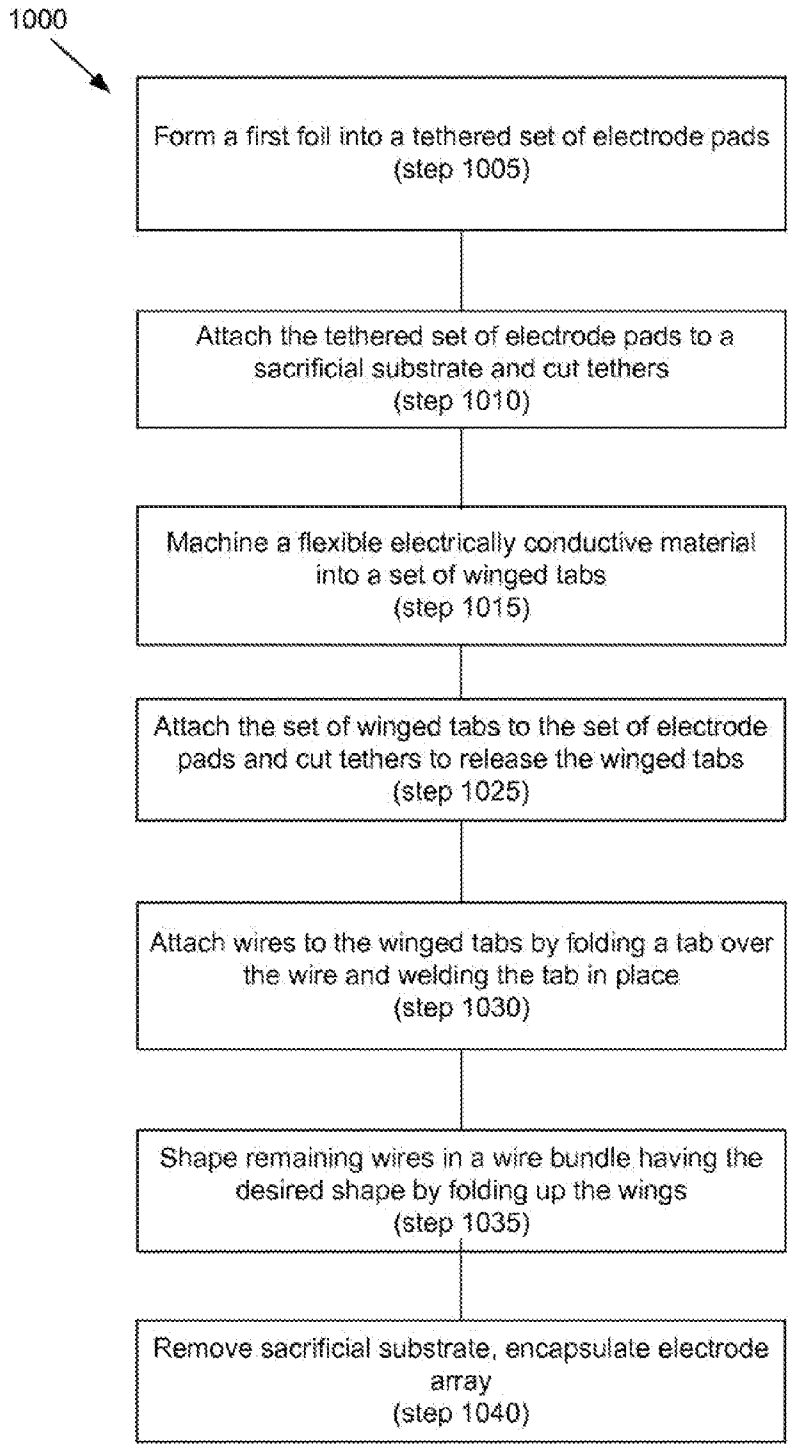 1000
Form a first foil into a tethered set of electrode pads
(step 1005)
Attach the tethered set of electrode pads to a
sacrificial substrate and cut tethers
(step 1010)
Machine a flexible electrically conductive material
into a set of winged tabs
(step 1015)
Attach the set of winged tabs to the set of electrode
pads and cut tethers to release the winged tabs
(step 1025)
Attach wires to the winged tabs by folding a tab over
the wire and welding the tab in place
(step 1030)
Shape remaining wires in a wire bundle having the
desired shape by folding up the wings
(step 1035)
Remove sacrificial substrate, encapsulate electrode
array
(step 1040)